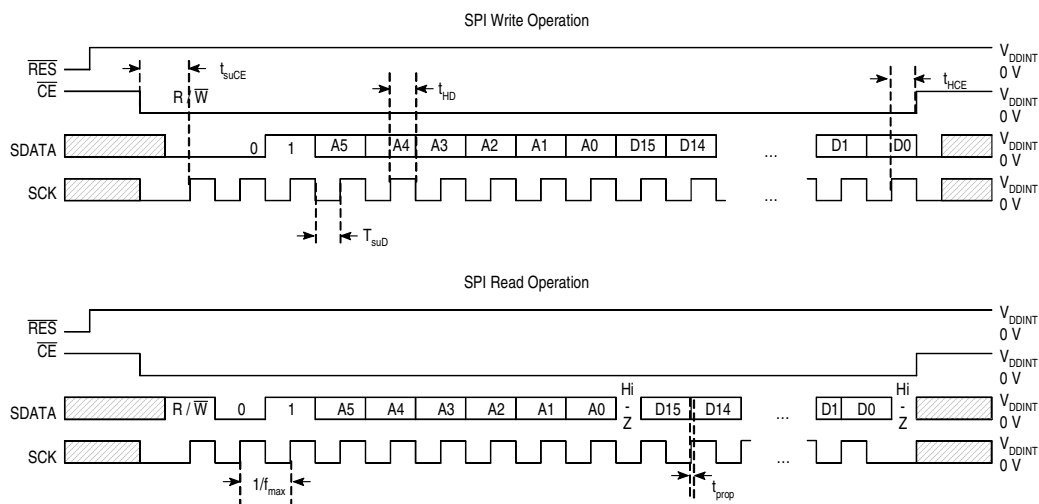 SPI Write Operation
RES V_DDINT
t_suCE t_HD t_HCE 0 V
CE R / W V_DDINT
0 V
SDATA 0 1 A5 A4 A3 A2 A1 A0 D15 D14 ... D1 D0 V_DDINT
0 V
SCK ... V_DDINT
0 V
T_suD
SPI Read Operation
RES V_DDINT
0 V
CE V_DDINT
0 V
SDATA R / W 0 1 A5 A4 A3 A2 A1 A0 Hi - Z D15 D14 ... D1 D0 Hi - Z V_DDINT
0 V
SCK ... V_DDINT
0 V
1/f_max t_prop